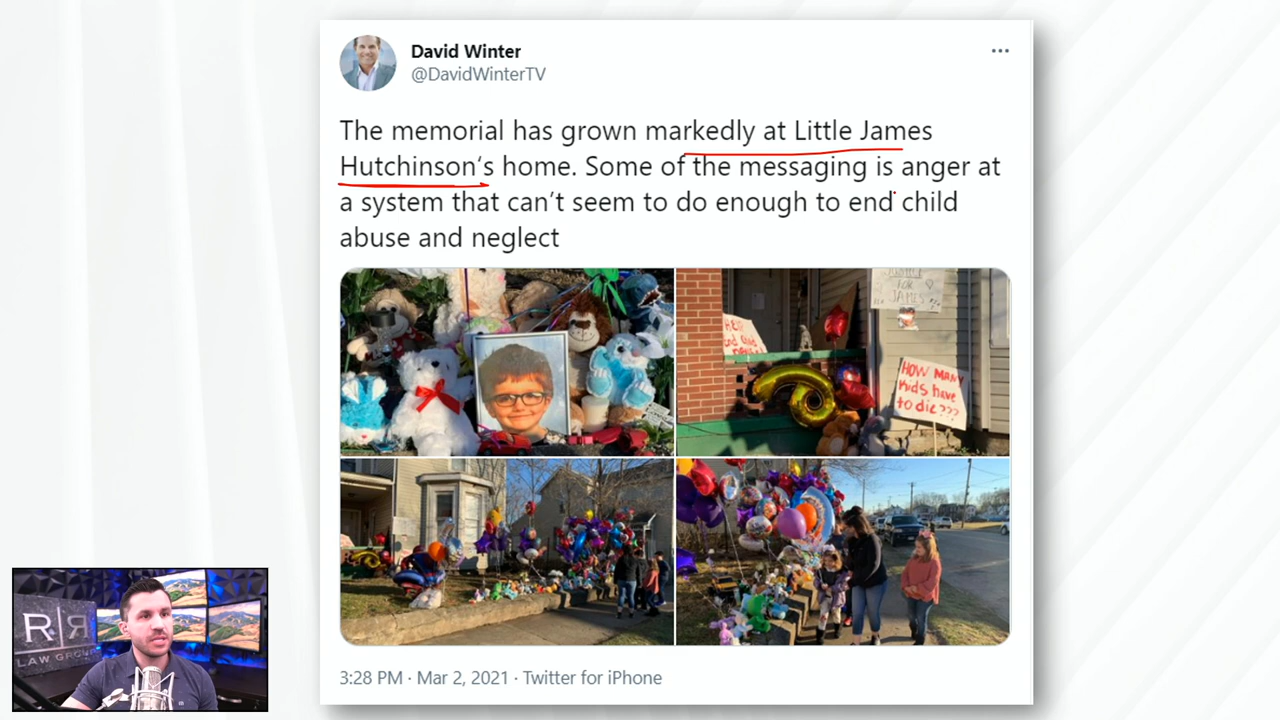 David Winter
@DavidWinterTV
The memorial has grown markedly at Little James
Hutchinson‘s home. Some of the messaging is anger at
a system that can’t seem to do enough to end child
abuse and neglect
FOR
JAMES
HOW MANY
Kids have
to die???
R|R
LAW GROUP
3:28 PM · Mar 2, 2021 · Twitter for iPhone